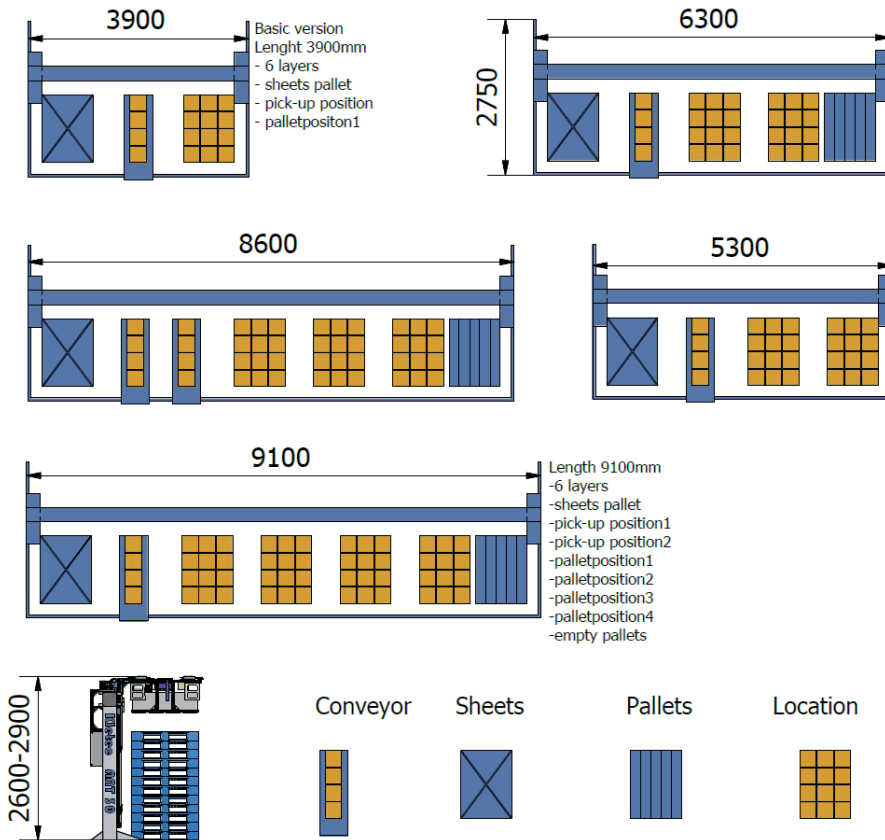 3900
Basic version
Lenght 3900mm
- 6 layers
- sheets pallet
- pick-up position
- palletpositon1
6300
2750
8600
5300
9100
Length 9100mm
-6 layers
-sheets pallet
-pick-up position1
-pick-up position2
-palletposition1
-palletposition2
-palletposition3
-palletposition4
-empty pallets
2600-2900
Conveyor Sheets Pallets Location